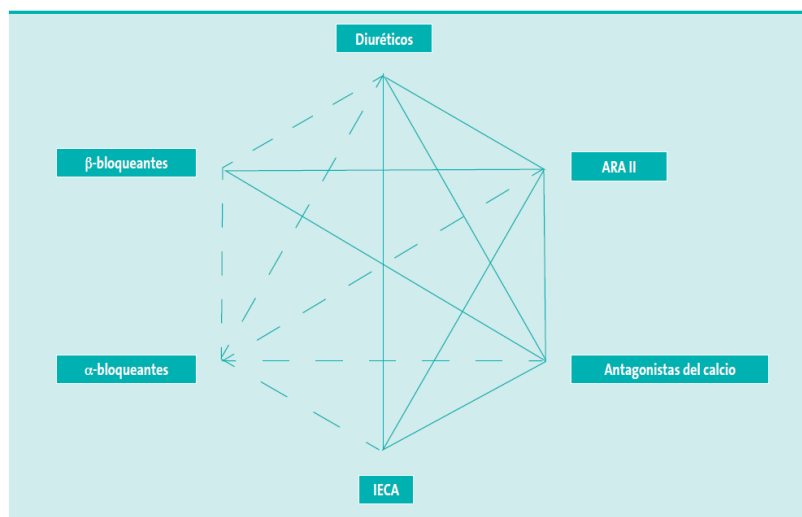 Diuréticos
β-bloqueantes
ARA II
α-bloqueantes
Antagonistas del calcio
IECA